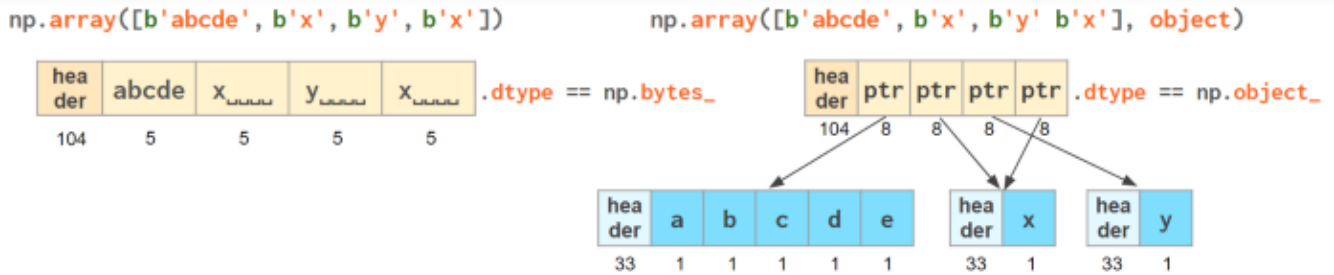 np.array([b'abcde', b'x', b'y', b'x'])
np.array([b'abcde', b'x', b'y' b'x'], object)
hea
der
abcde
x␣␣␣␣
y␣␣␣␣
x␣␣␣␣
.dtype == np.bytes_
104
5
5
5
5
hea
der
ptr
ptr
ptr
ptr
.dtype == np.object_
104
8
8
8
8
hea
der
a
b
c
d
e
33
1
1
1
1
1
hea
der
x
33
1
hea
der
y
33
1